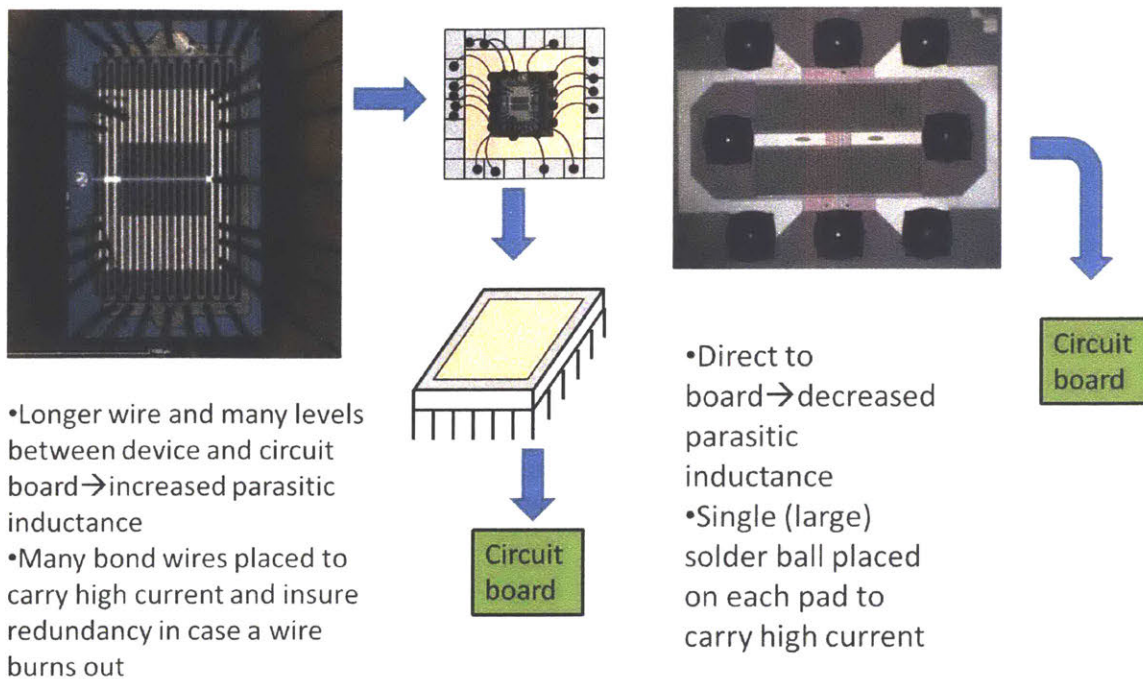 •Longer wire and many levels
between device and circuit
board→increased parasitic
inductance
•Many bond wires placed to
carry high current and insure
redundancy in case a wire
burns out
Circuit
board
•Direct to
board→decreased
parasitic
inductance
•Single (large)
solder ball placed
on each pad to
carry high current
Circuit
board